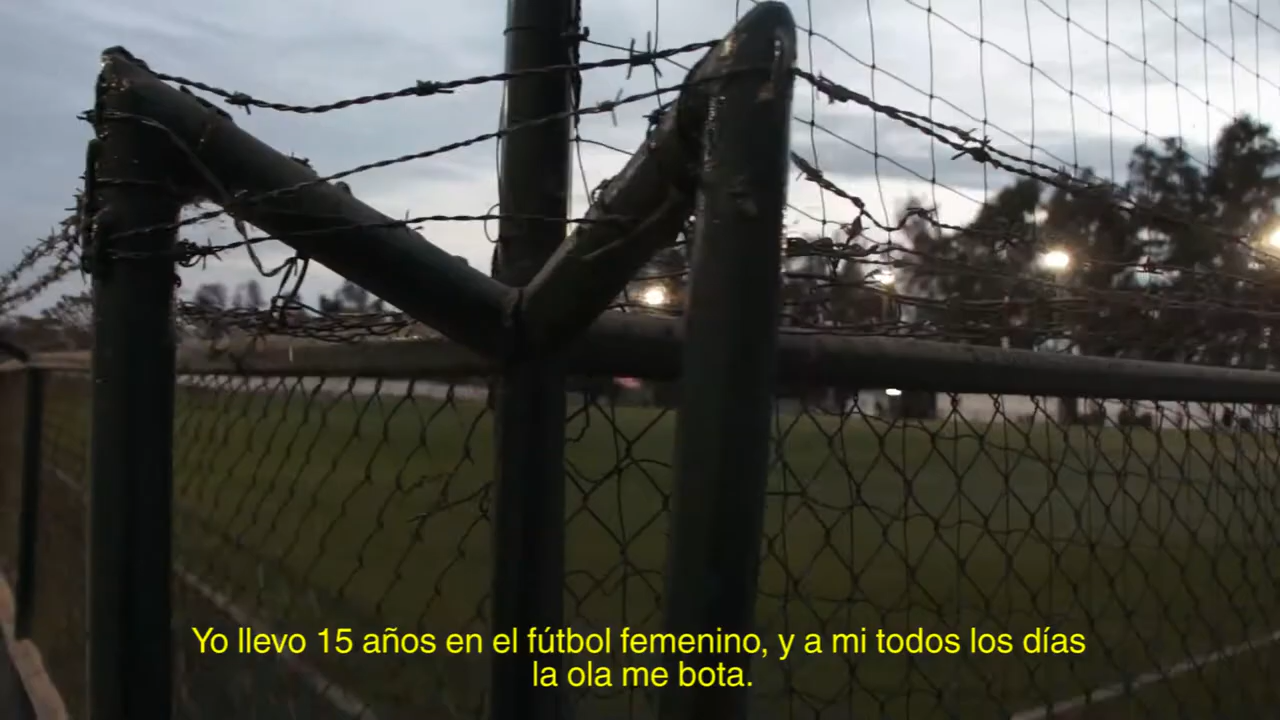 Yo llevo 15 años en el fútbol femenino, y a mi todos los días
la ola me bota.